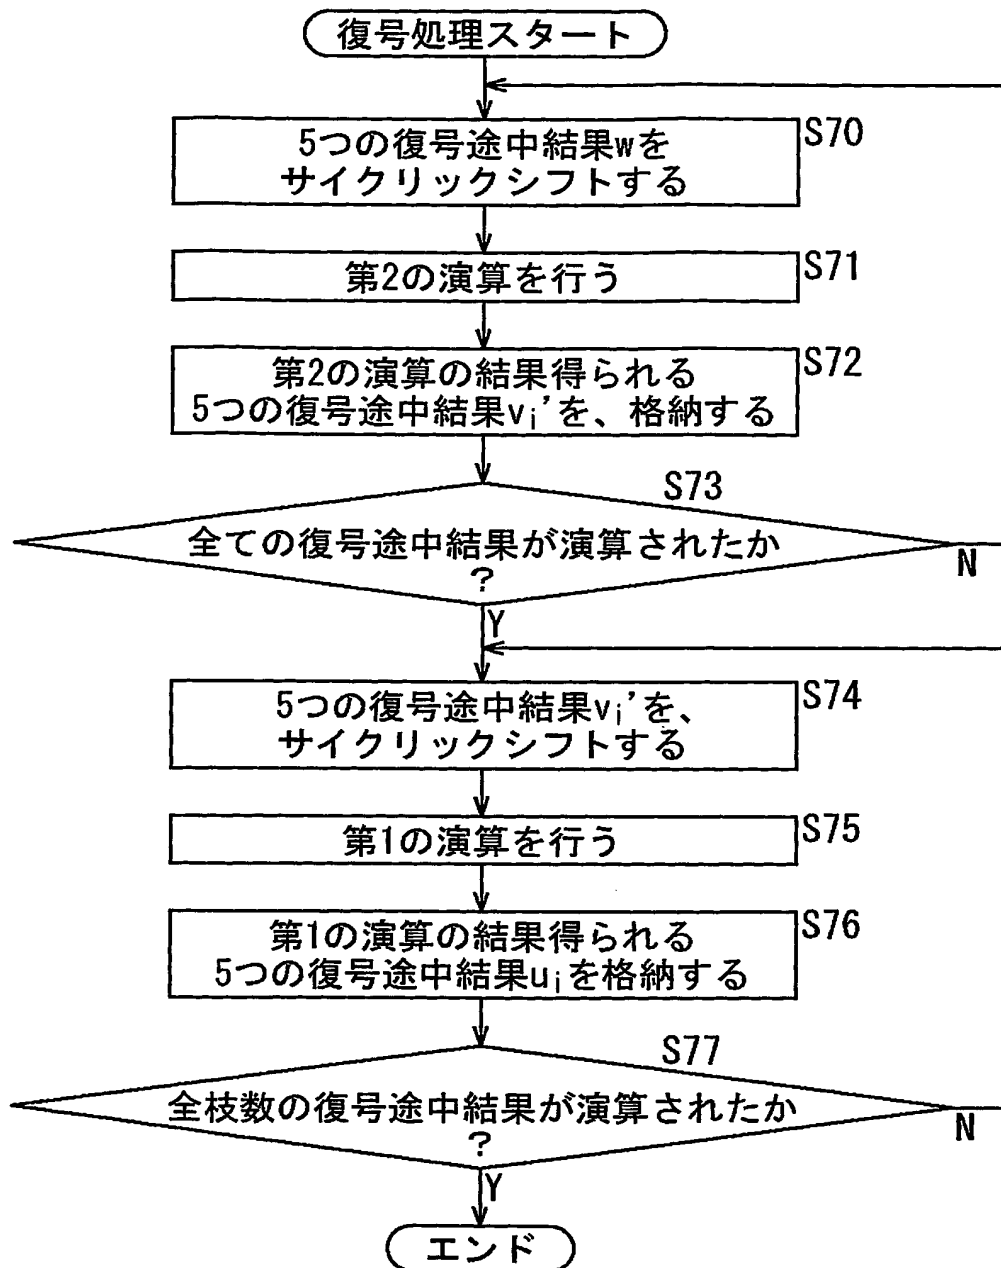 復号処理スタート
S70
5つの復号途中結果wを
サイクリックシフトする
S71
第2の演算を行う
S72
第2の演算の結果得られる
5つの復号途中結果vi'を、格納する
S73
全ての復号途中結果が演算されたか
?
N
Y
S74
5つの復号途中結果vi'を、
サイクリックシフトする
S75
第1の演算を行う
S76
第1の演算の結果得られる
5つの復号途中結果uiを格納する
S77
全枝数の復号途中結果が演算されたか
?
N
Y
エンド